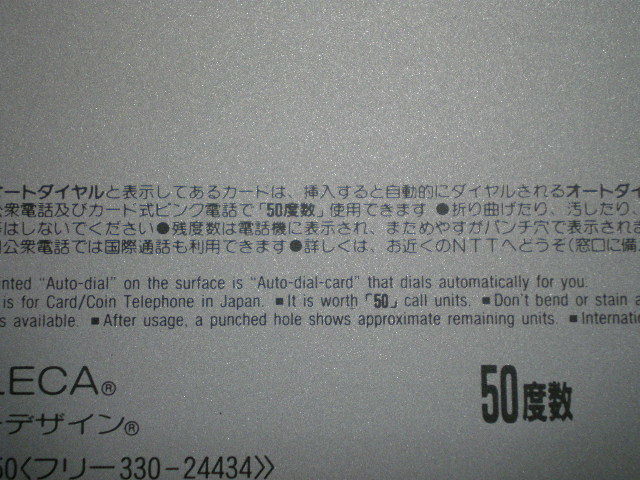 オートダイヤルと表示してあるカードは、挿入すると自動的にダイヤルされるオートダイ
公衆電話及びカード式ピンク電話で「50度数」使用できます ●折り曲げたり、汚したり、
はしないでください ●残度数は電話機に表示され、まためやすがパンチ穴で表示されま
公衆電話では国際通話も利用できます ●詳しくは、お近くのNTTへどうぞ(窓口に備
nted "Auto-dial" on the surface is "Auto-dial-card" that dials automatically for you.
is for Card/Coin Telephone in Japan. ■ It is worth「50」call units. ■ Don't bend or stain a
s available. ■ After usage, a punched hole shows approximate remaining units. ■ Internati
LECA®
50度数
デザイン®
50〈フリー330-24434〉〉